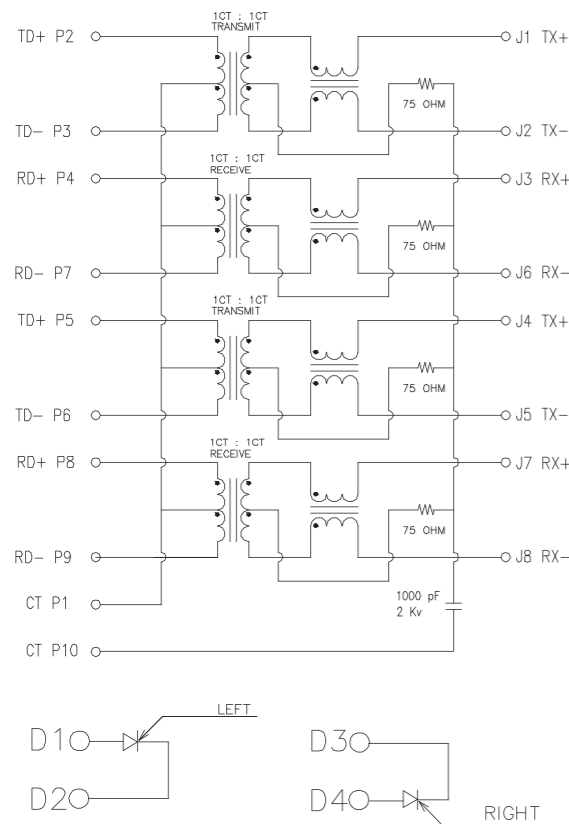 1CT : 1CT
TRANSMIT
TD+ P2
J1 TX+
75 OHM
TD- P3
J2 TX-
1CT : 1CT
RECEIVE
RD+ P4
J3 RX+
75 OHM
RD- P7
J6 RX-
1CT : 1CT
TRANSMIT
TD+ P5
J4 TX+
75 OHM
TD- P6
J5 TX-
1CT : 1CT
RECEIVE
RD+ P8
J7 RX+
75 OHM
RD- P9
J8 RX-
CT P1
1000 pF
2 Kv
CT P10
LEFT
D1
D3
D2
D4
RIGHT